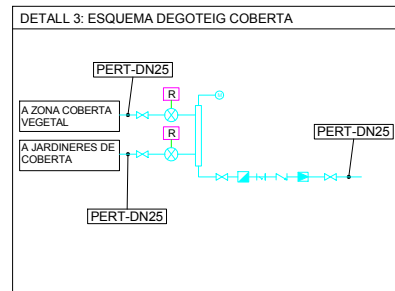 DETALL 3: ESQUEMA DEGOTEIG COBERTA
PERT-DN25
R
A ZONA COBERTA
VEGETAL
PERT-DN25
R
A JARDINERES DE
COBERTA
PERT-DN25